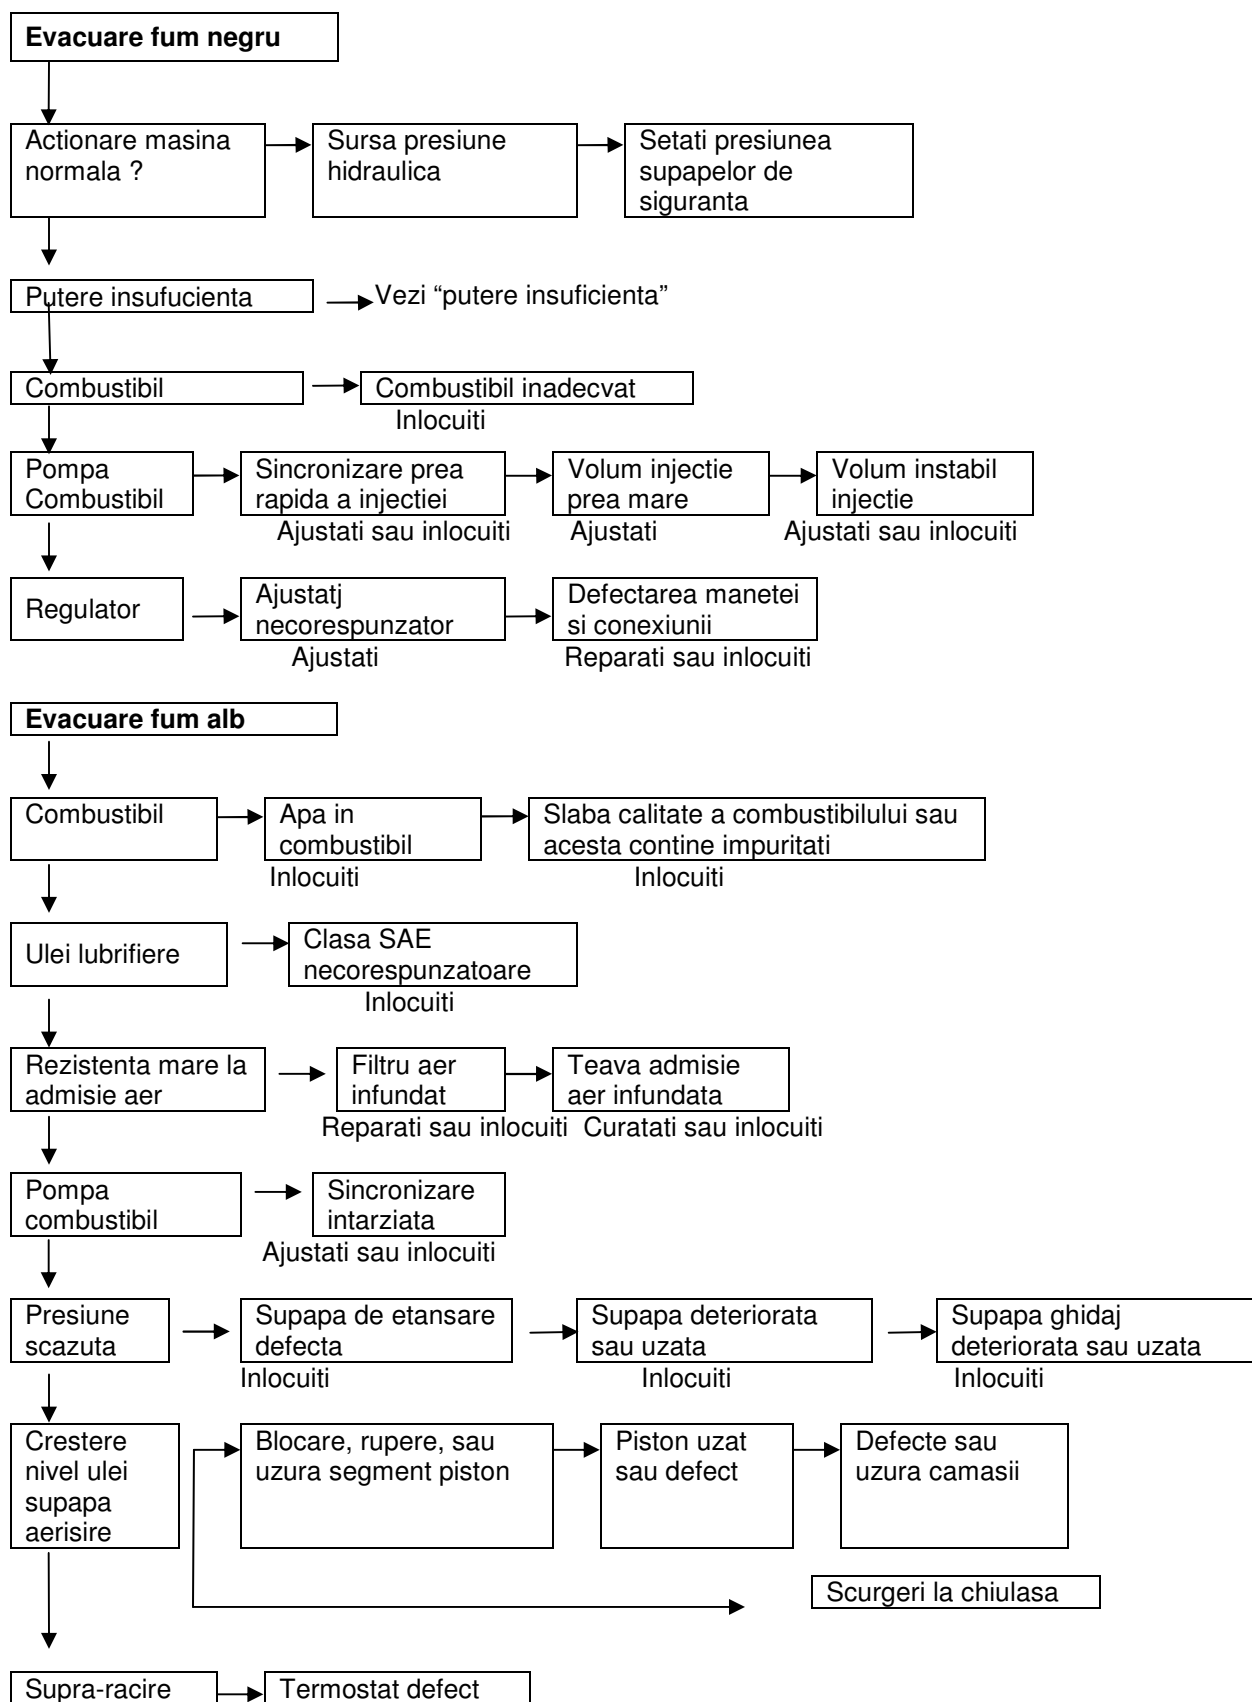 Evacuare fum negru
Actionare masina
normala ?
Sursa presiune
hidraulica
Setati presiunea
supapelor de
siguranta
Putere insufucienta
Vezi “putere insuficienta”
Combustibil
Combustibil inadecvat
Inlocuiti
Pompa
Combustibil
Sincronizare prea
rapida a injectiei
Ajustati sau inlocuiti
Volum injectie
prea mare
Ajustati
Volum instabil
injectie
Ajustati sau inlocuiti
Regulator
Ajustatj
necorespunzator
Ajustati
Defectarea manetei
si conexiunii
Reparati sau inlocuiti
Evacuare fum alb
Combustibil
Apa in
combustibil
Inlocuiti
Slaba calitate a combustibilului sau
acesta contine impuritati
Inlocuiti
Ulei lubrifiere
Clasa SAE
necorespunzatoare
Inlocuiti
Rezistenta mare la
admisie aer
Filtru aer
infundat
Reparati sau inlocuiti
Teava admisie
aer infundata
Curatati sau inlocuiti
Pompa
combustibil
Sincronizare
intarziata
Ajustati sau inlocuiti
Presiune
scazuta
Supapa de etansare
defecta
Inlocuiti
Supapa deteriorata
sau uzata
Inlocuiti
Supapa ghidaj
deteriorata sau uzata
Inlocuiti
Crestere
nivel ulei
supapa
aerisire
Blocare, rupere, sau
uzura segment piston
Piston uzat
sau defect
Defecte sau
uzura camasii
Scurgeri la chiulasa
Supra-racire
Termostat defect